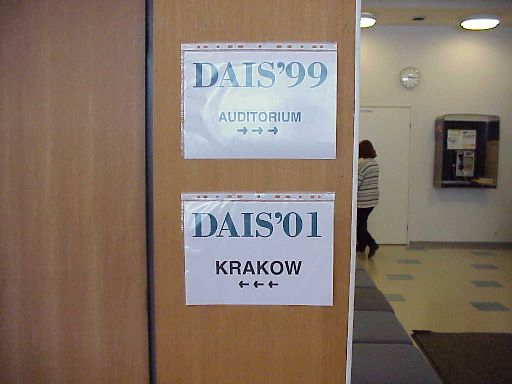 DAIS'99
AUDITORIUM
→→→
DAIS'01
KRAKOW
←←←